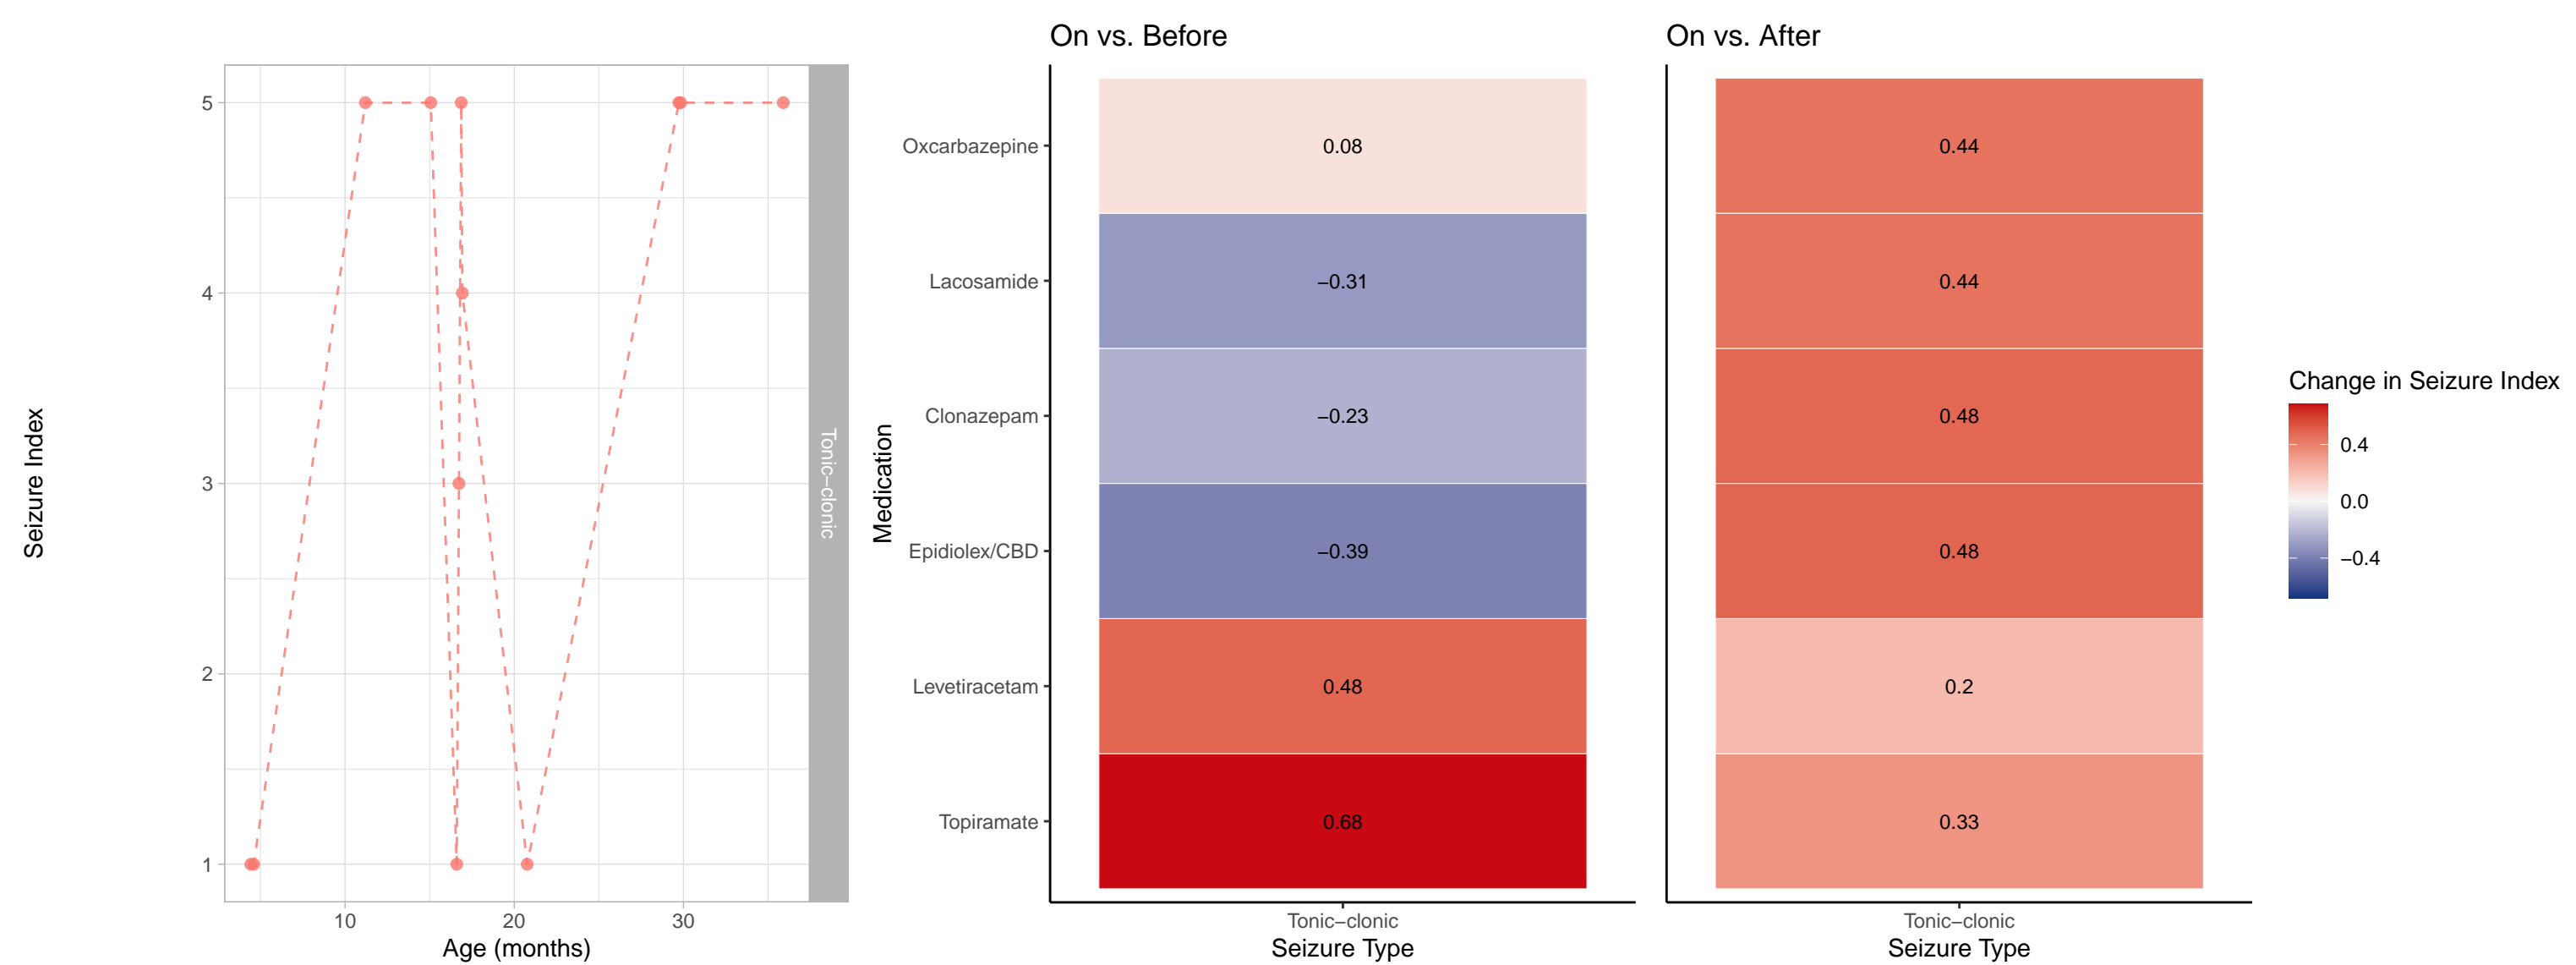 On vs. Before
On vs. After
Seizure Index
5
4
3
2
1
10
20
30
Age (months)
Tonic−clonic
Medication
Oxcarbazepine
Lacosamide
Clonazepam
Epidiolex/CBD
Levetiracetam
Topiramate
0.08
−0.31
−0.23
−0.39
0.48
0.68
Tonic−clonic
Seizure Type
0.44
0.44
0.48
0.48
0.2
0.33
Tonic−clonic
Seizure Type
Change in Seizure Index
0.4
0.0
−0.4